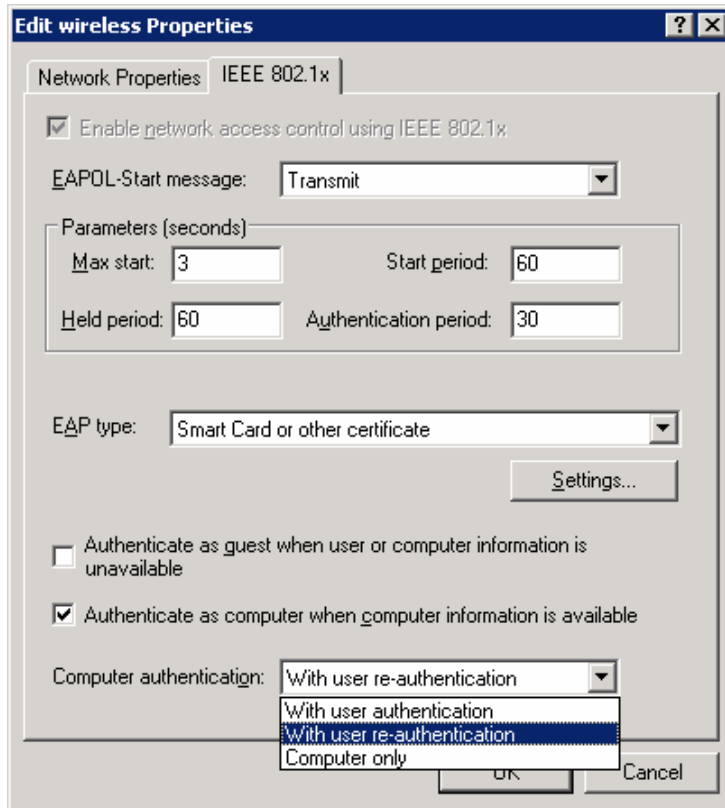 Edit wireless Properties
?
X
Network Properties
IEEE 802.1x
Enable network access control using IEEE 802.1x
EAPOL-Start message:
Transmit
Parameters (seconds)
Max start:
3
Start period:
60
Held period:
60
Authentication period:
30
EAP type:
Smart Card or other certificate
Settings...
Authenticate as guest when user or computer information is
unavailable
Authenticate as computer when computer information is available
Computer authentication:
With user re-authentication
With user authentication
With user re-authentication
Computer only
OK
Cancel